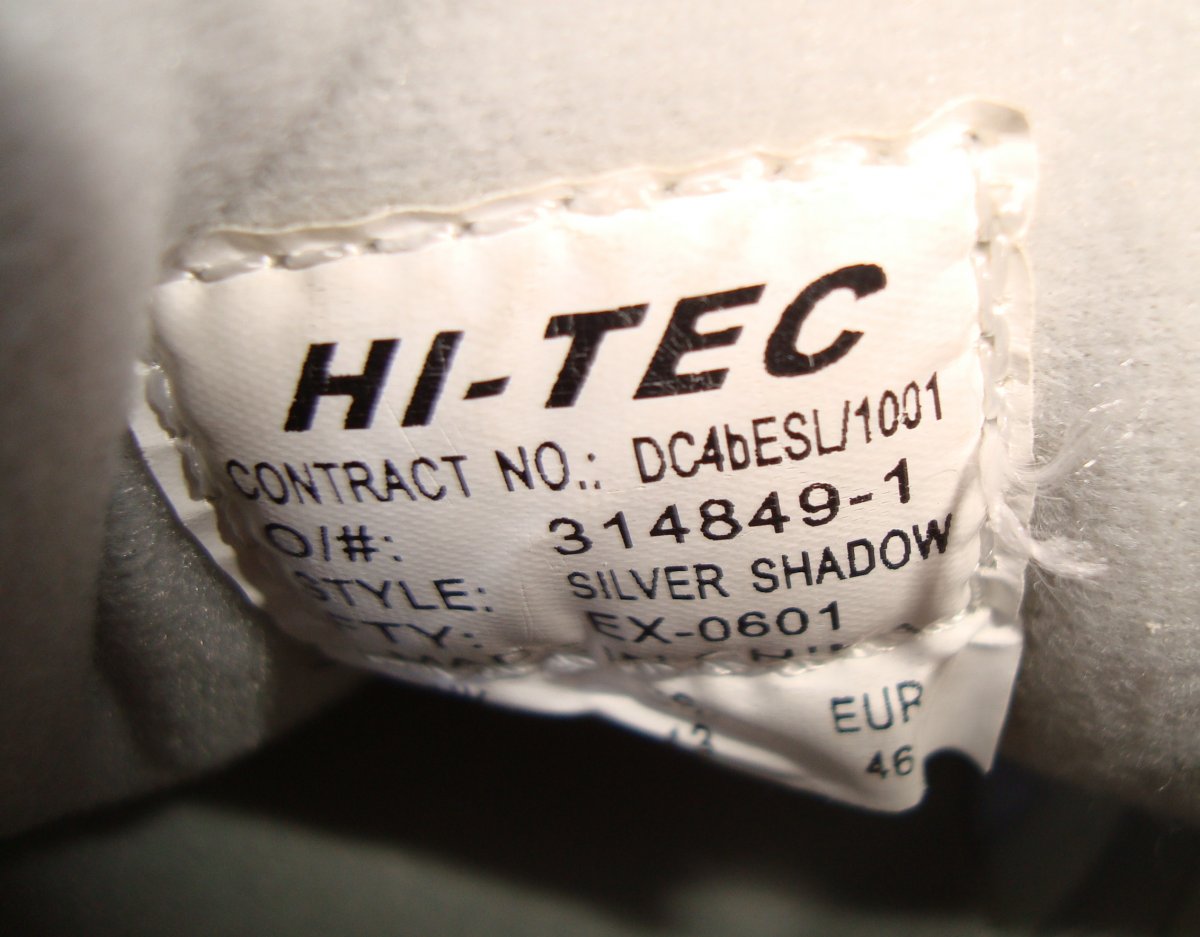 HI-TEC
CONTRACT NO.: DC4bESL/1001
O/#: 314849-1
STYLE: SILVER SHADOW
EX-0601
EUR
46